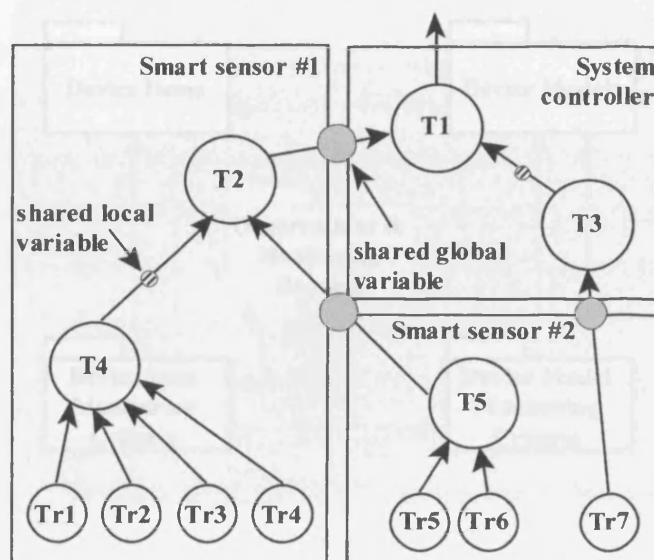 Smart sensor #1
System
controller
T1
T2
T3
shared local
variable
shared global
variable
Smart sensor #2
T4
T5
Tr1
Tr2
Tr3
Tr4
Tr5
Tr6
Tr7